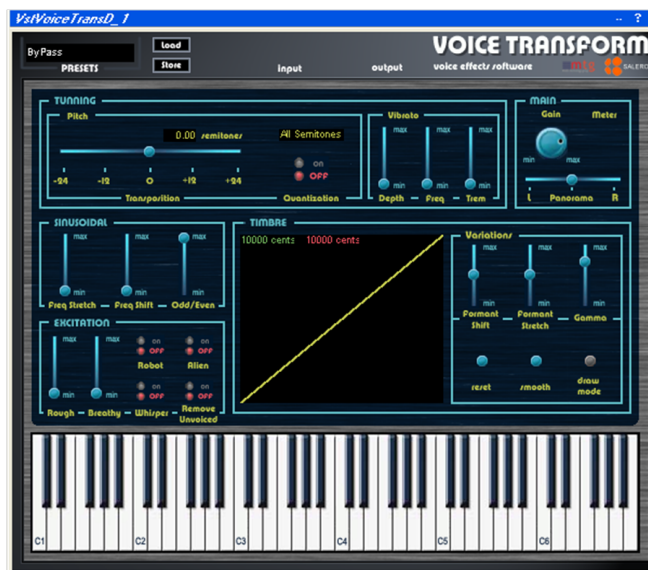 VstVoiceTransD_1
-- ?
ByPass
PRESETS
Load
Store
input
output
VOICE TRANSFORM
voice effects software
mtg
SALERO
TUNNING
Pitch
0.00 semitones
All Semitones
on
OFF
-24 -12 0 +12 +24
Transposition
Quantization
Vibrato
max max max
min min min
Depth Freq Trem
MAIN
Gain
Meter
min max
L Panorama R
SINUSOIDAL
max max max
min min min
Freq Stretch Freq Shift Odd/Even
EXCITATION
max max
min min
Rough Breathy
on
OFF
Robot
on
OFF
Alien
on
OFF
Whisper
on
OFF
Remove
Unvoiced
TIMBRE
10000 cents 10000 cents
Variations
max max max
min min min
Formant
Shift
Formant
Stretch
Gamma
reset
smooth
draw
mode
C1 C2 C3 C4 C5 C6